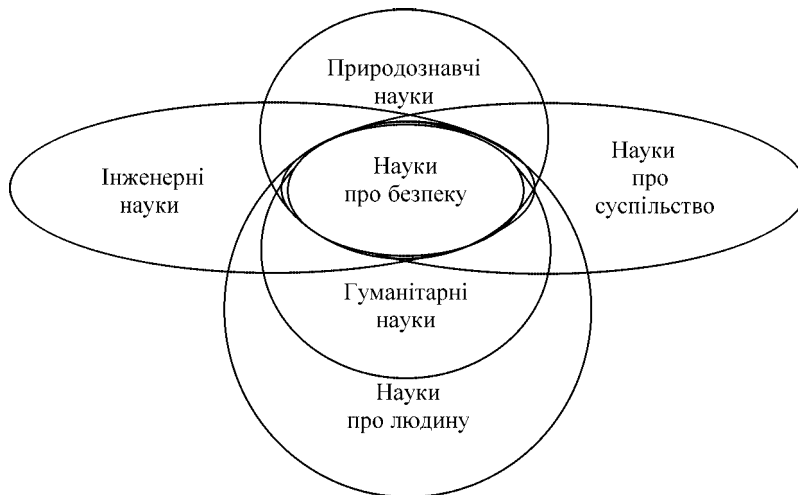 Природознавчі
науки
Інженерні
науки
Науки
про безпеку
Науки
про
суспільство
Гуманітарні
науки
Науки
про людину